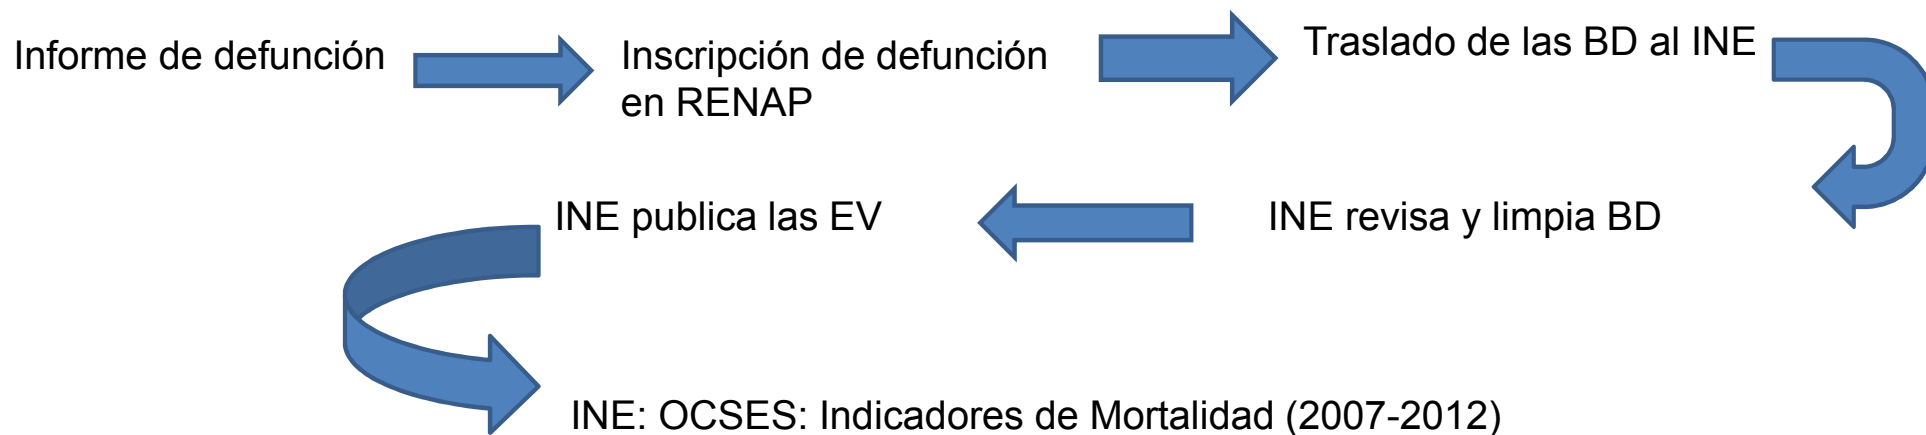 Informe de defunción
Inscripción de defunción
en RENAP
Traslado de las BD al INE
INE revisa y limpia BD
INE publica las EV
INE: OCSES: Indicadores de Mortalidad (2007-2012)